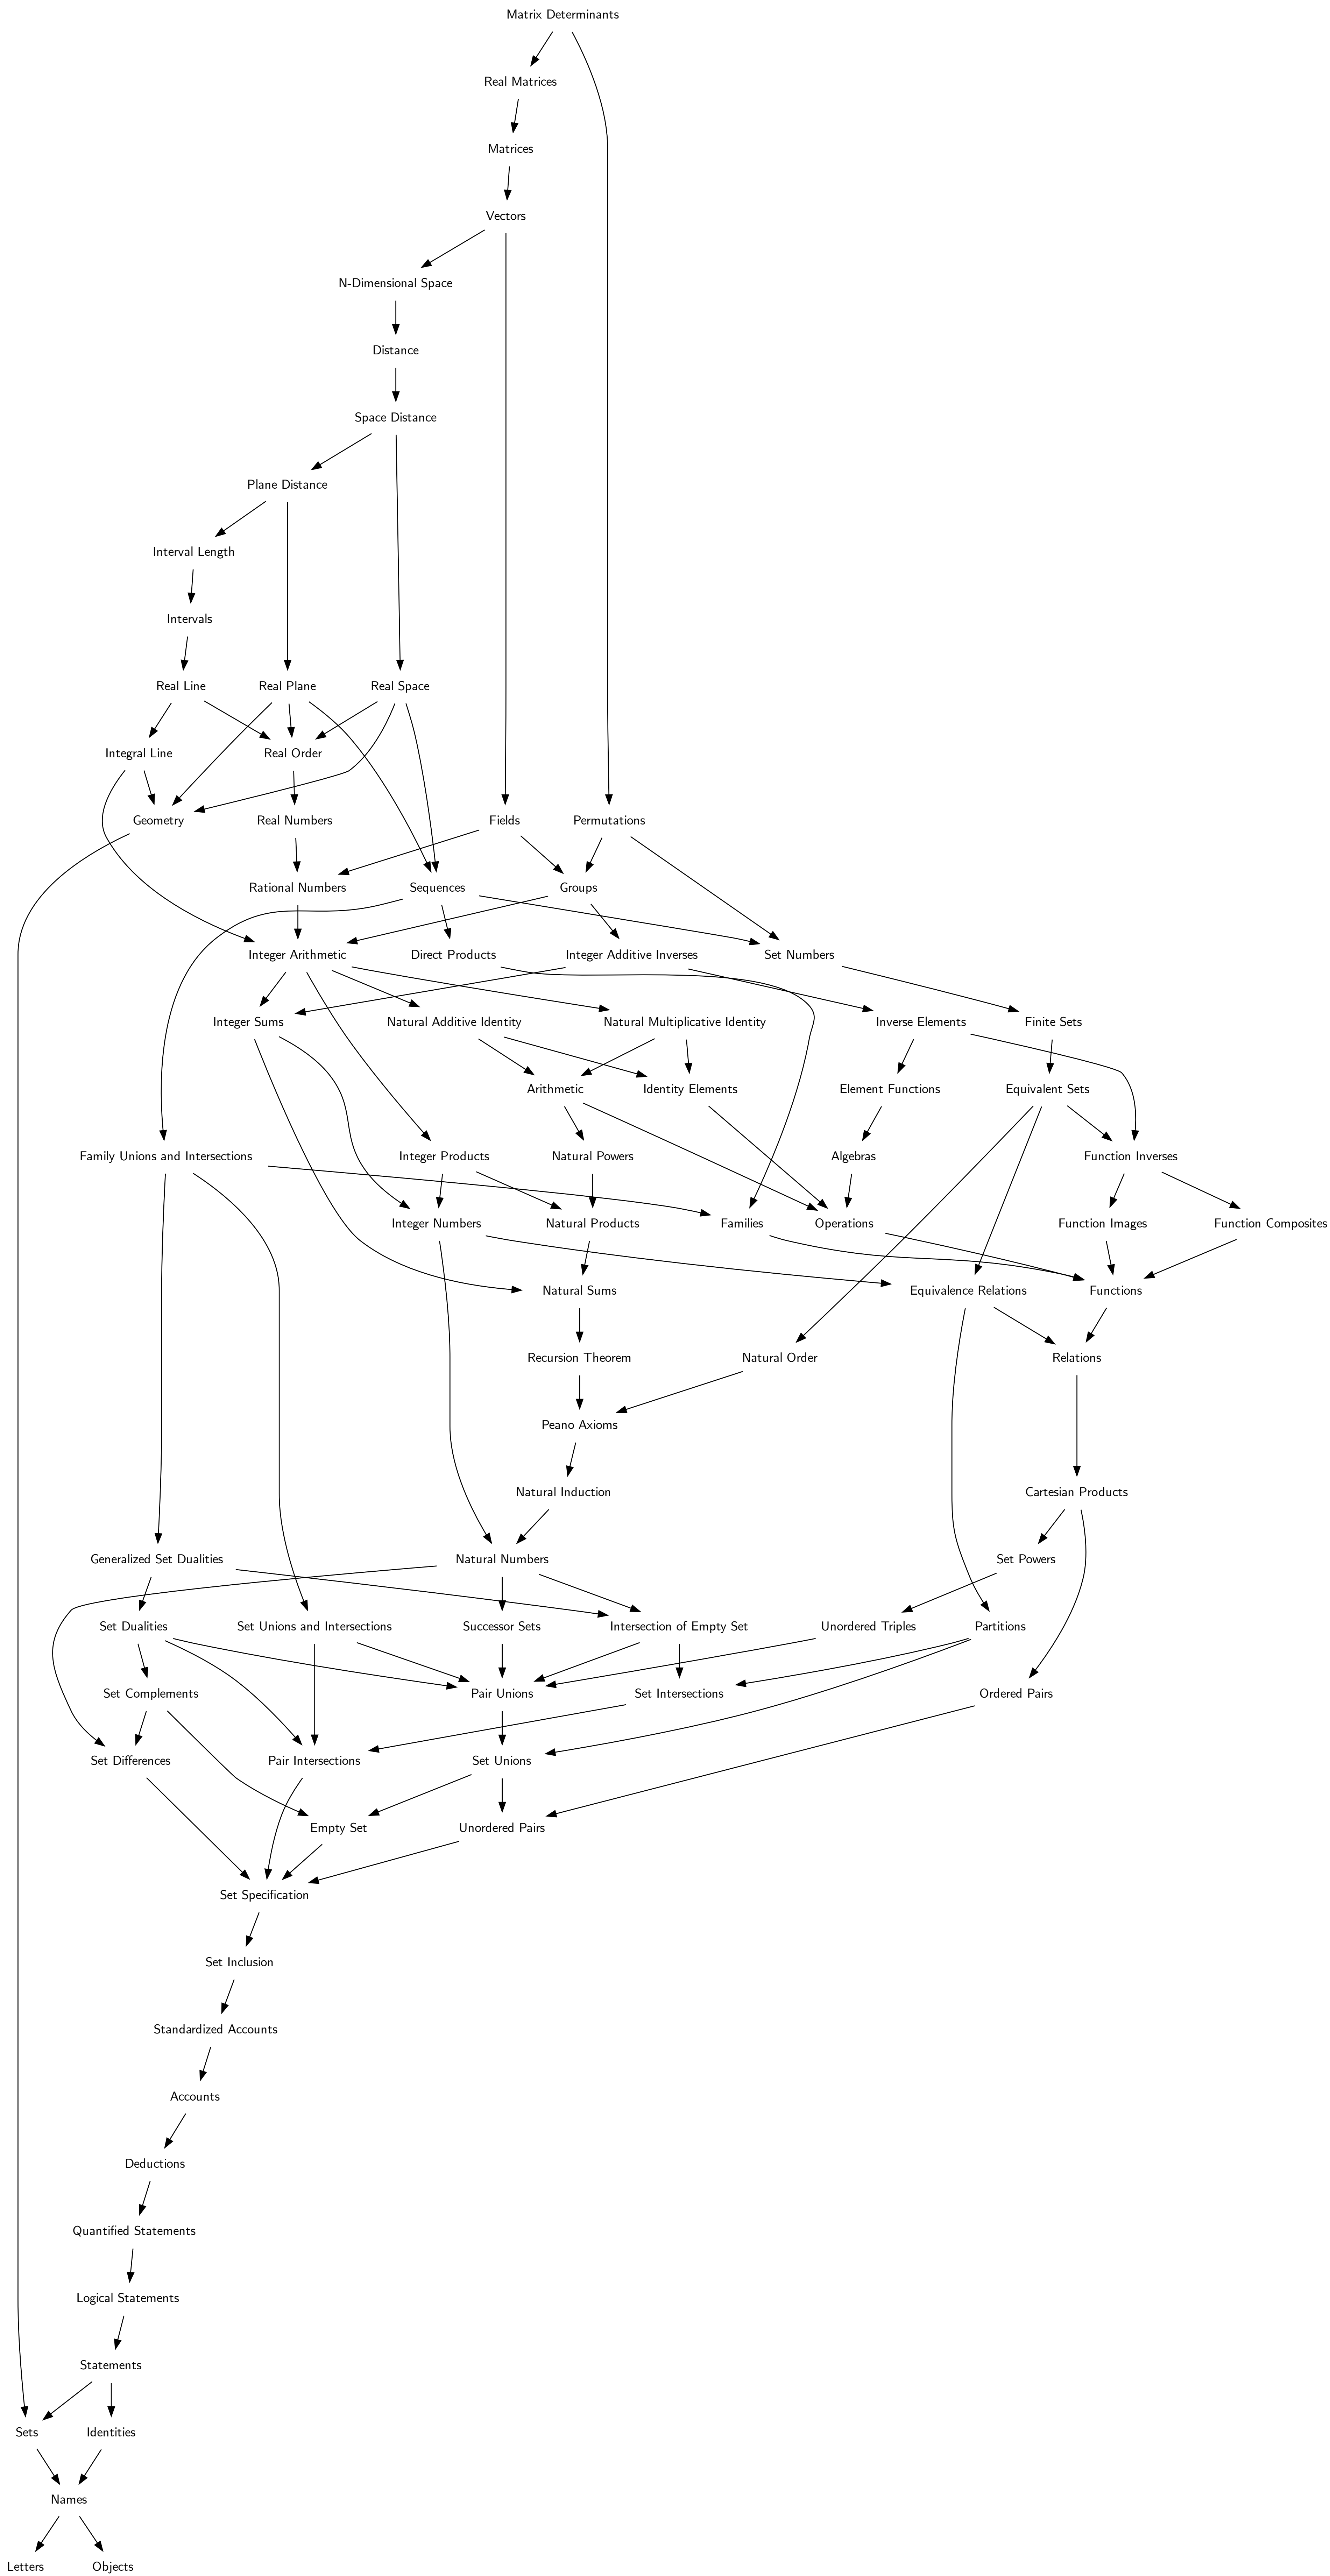 Matrix Determinants
Real Matrices
Matrices
Vectors
N-Dimensional Space
Distance
Space Distance
Plane Distance
Interval Length
Intervals
Real Line
Real Plane
Real Space
Integral Line
Real Order
Geometry
Real Numbers
Fields
Permutations
Rational Numbers
Sequences
Groups
Integer Arithmetic
Direct Products
Integer Additive Inverses
Set Numbers
Integer Sums
Natural Additive Identity
Natural Multiplicative Identity
Inverse Elements
Finite Sets
Arithmetic
Identity Elements
Element Functions
Equivalent Sets
Family Unions and Intersections
Integer Products
Natural Powers
Algebras
Function Inverses
Integer Numbers
Natural Products
Families
Operations
Function Images
Function Composites
Natural Sums
Equivalence Relations
Functions
Recursion Theorem
Natural Order
Relations
Peano Axioms
Natural Induction
Cartesian Products
Generalized Set Dualities
Natural Numbers
Set Powers
Set Dualities
Set Unions and Intersections
Successor Sets
Intersection of Empty Set
Unordered Triples
Partitions
Set Complements
Pair Unions
Set Intersections
Ordered Pairs
Set Differences
Pair Intersections
Set Unions
Empty Set
Unordered Pairs
Set Specification
Set Inclusion
Standardized Accounts
Accounts
Deductions
Quantified Statements
Logical Statements
Statements
Sets
Identities
Names
Letters
Objects